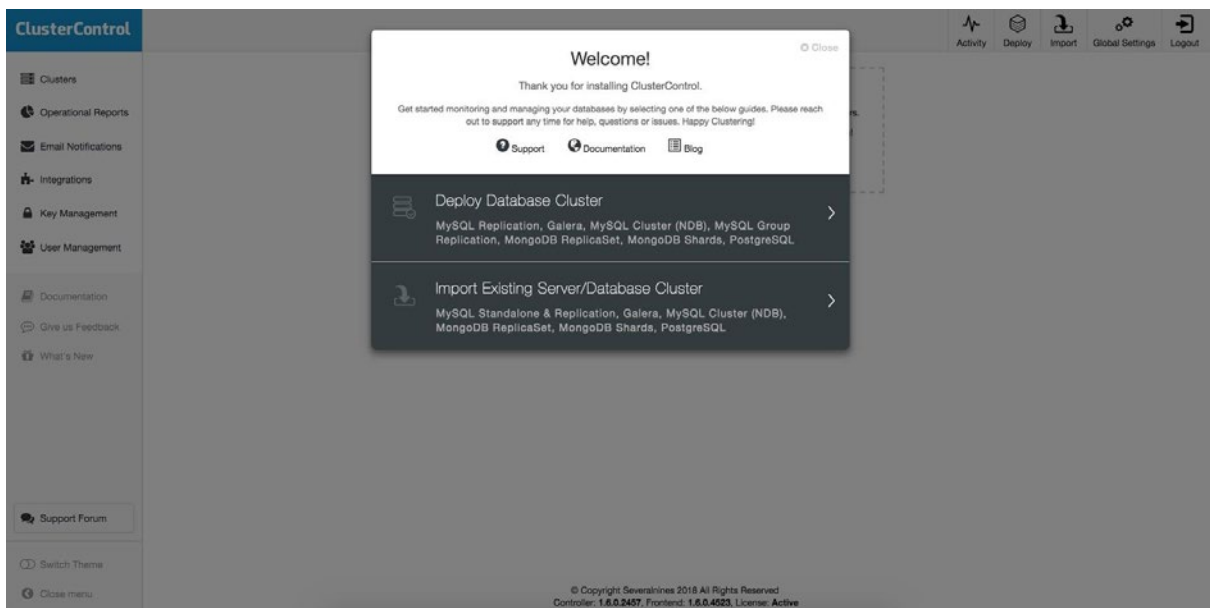 ClusterControl
Activity
Deploy
Import
Global Settings
Logout
Clusters
Operational Reports
Email Notifications
Integrations
Key Management
User Management
Documentation
Give us Feedback
What's New
Support Forum
Switch Theme
Close menu
Close
Welcome!
Thank you for installing ClusterControl.
Get started monitoring and managing your databases by selecting one of the below guides. Please reach
out to support any time for help, questions or issues. Happy Clustering!
Support
Documentation
Blog
Deploy Database Cluster
MySQL Replication, Galera, MySQL Cluster (NDB), MySQL Group
Replication, MongoDB ReplicaSet, MongoDB Shards, PostgreSQL
Import Existing Server/Database Cluster
MySQL Standalone & Replication, Galera, MySQL Cluster (NDB),
MongoDB ReplicaSet, MongoDB Shards, PostgreSQL
© Copyright Severalnines 2018 All Rights Reserved
Controller: 1.6.0.2457, Frontend: 1.6.0.4523, License: Active